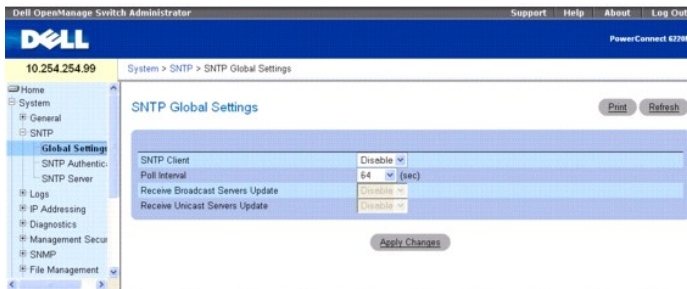 Dell OpenManage Switch Administrator
Support Help About Log Out
DELL
PowerConnect
10.254.254.99
System > SNTP > SNTP Global Settings
Home
System
General
SNTP
Global Settings
SNTP Authentic
SNTP Server
Logs
IP Addressing
Diagnostics
Management Secur
SNMP
File Management
SNTP Global Settings
Print Refresh
SNTP Client Disable
Poll Interval 64 (sec)
Receive Broadcast Servers Update Disable
Receive Unicast Servers Update Disable
Apply Changes